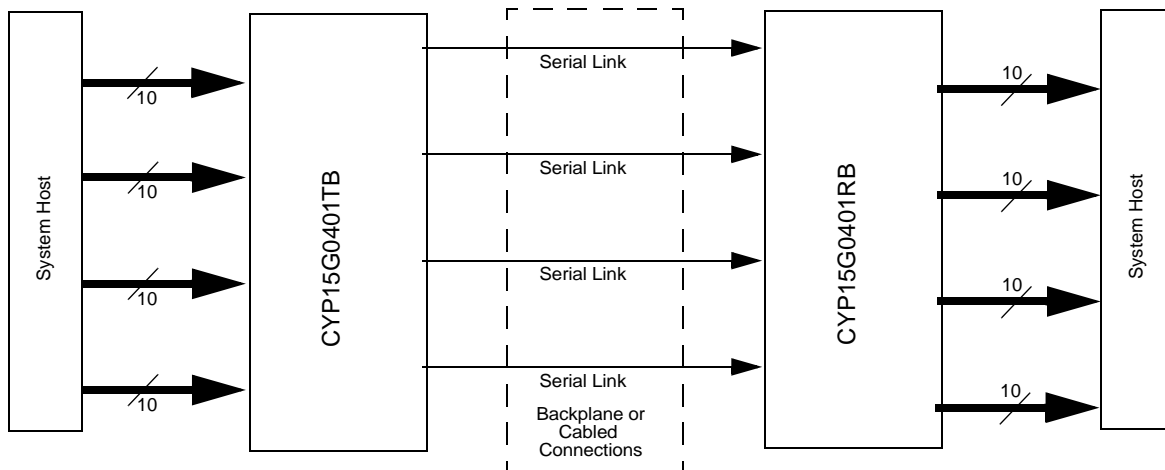 System Host
10
10
10
10
CYP15G0401TB
Serial Link
Serial Link
Serial Link
Serial Link
Backplane or
Cabled
Connections
CYP15G0401RB
10
10
10
10
System Host